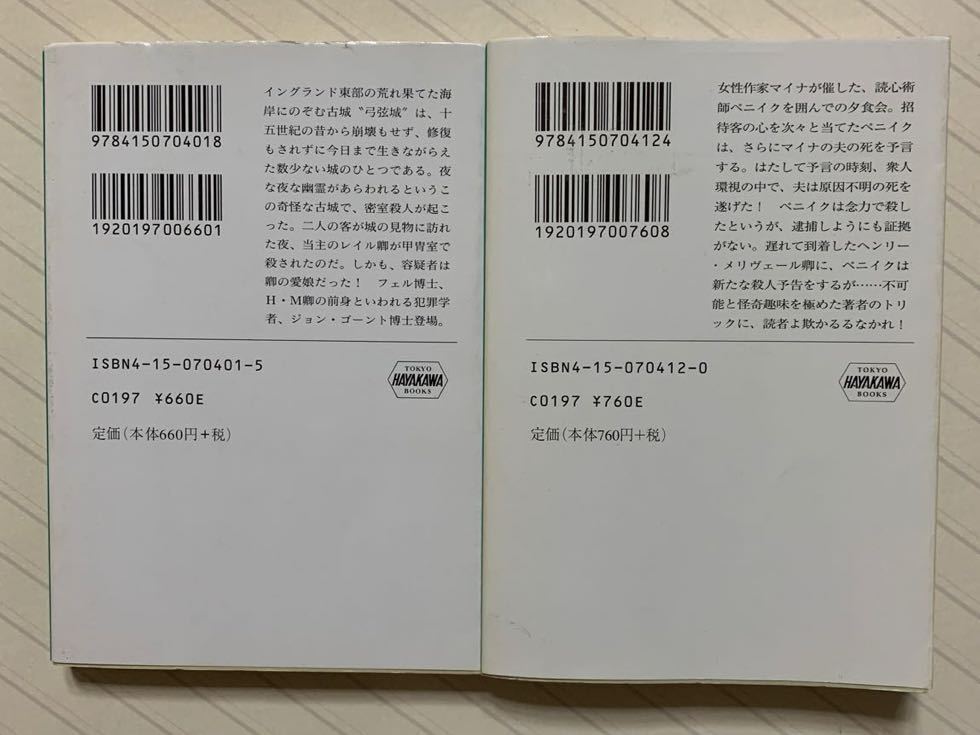 9784150704018
1920197006601
イングランド東部の荒れ果てた海
岸にのぞむ古城〝弓弦城〟は、十
五世紀の昔から崩壊もせず、修復
もされずに今日まで生きながらえ
た数少ない城のひとつである。夜
な夜な幽霊があらわれるというこ
の奇怪な古城で、密室殺人が起こ
った。二人の客が城の見物に訪れ
た夜、当主のレイル卿が甲冑室で
殺されたのだ。しかも、容疑者は
卿の愛娘だった！　フェル博士、
H・M卿の前身といわれる犯罪学
者、ジョン・ゴーント博士登場。
ISBN4-15-070401-5
C0197 ¥660E
定価(本体660円+税)
TOKYO
HAYAKAWA
BOOKS
9784150704124
1920197007608
女性作家マイナが催した、読心術
師ペニイクを囲んでの夕食会。招
待客の心を次々と当てたペニイク
は、さらにマイナの夫の死を予言
する。はたして予言の時刻、衆人
環視の中で、夫は原因不明の死を
遂げた！　ペニイクは念力で殺し
たというが、逮捕しようにも証拠
がない。遅れて到着したヘンリー
・メリヴェール卿に、ペニイクは
新たな殺人予告をするが……不可
能と怪奇趣味を極めた著者のトリ
ックに、読者よ欺かるるなかれ！
ISBN4-15-070412-0
C0197 ¥760E
定価(本体760円+税)
TOKYO
HAYAKAWA
BOOKS